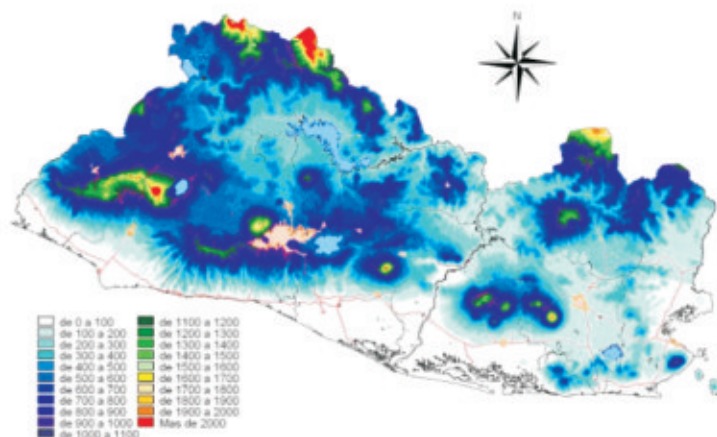 N
de 0 a 100
de 100 a 200
de 200 a 300
de 300 a 400
de 400 a 500
de 500 a 600
de 600 a 700
de 700 a 800
de 800 a 900
de 900 a 1000
de 1000 a 1100
de 1100 a 1200
de 1200 a 1300
de 1300 a 1400
de 1400 a 1500
de 1500 a 1600
de 1600 a 1700
de 1700 a 1800
de 1800 a 1900
de 1900 a 2000
Mas de 2000